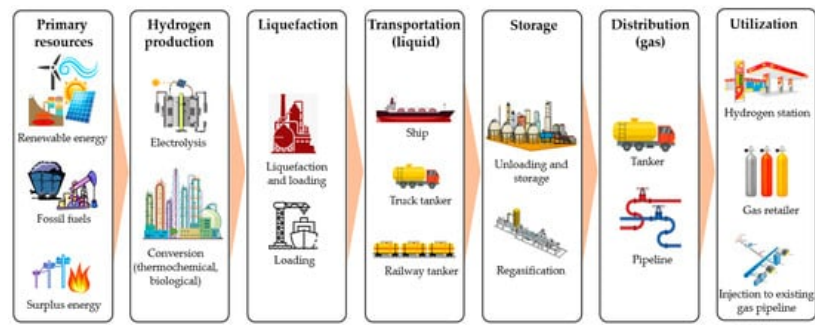 Primary
resources
Renewable energy
Fossil fuels
Surplus energy
Hydrogen
production
Electrolysis
Conversion
(thermochemical,
biological)
Liquefaction
Liquefaction
and loading
Loading
Transportation
(liquid)
Ship
Truck tanker
Railway tanker
Storage
Unloading and
storage
Regasification
Distribution
(gas)
Tanker
Pipeline
Utilization
Hydrogen station
Gas retailer
Injection to existing
gas pipeline